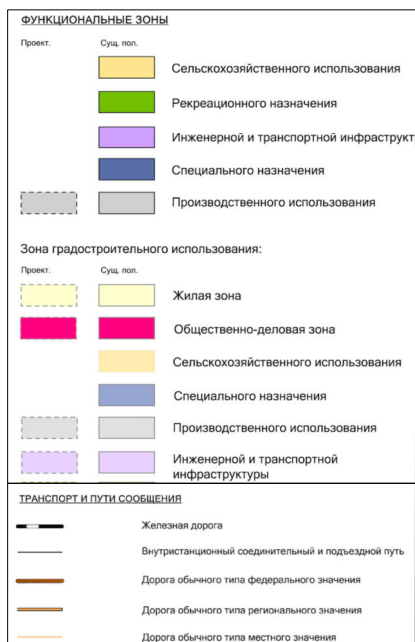 ФУНКЦИОНАЛЬНЫЕ ЗОНЫ
Проект. Сущ. пол.
Сельскохозяйственного использования
Рекреационного назначения
Инженерной и транспортной инфраструкт
Специального назначения
Производственного использования
Зона градостроительного использования:
Проект. Сущ. пол.
Жилая зона
Общественно-деловая зона
Сельскохозяйственного использования
Специального назначения
Производственного использования
Инженерной и транспортной
инфраструктуры
ТРАНСПОРТ И ПУТИ СООБЩЕНИЯ
Железная дорога
Внутристанционный соединительный и подъездной путь
Дорога обычного типа федерального значения
Дорога обычного типа регионального значения
Дорога обычного типа местного значения